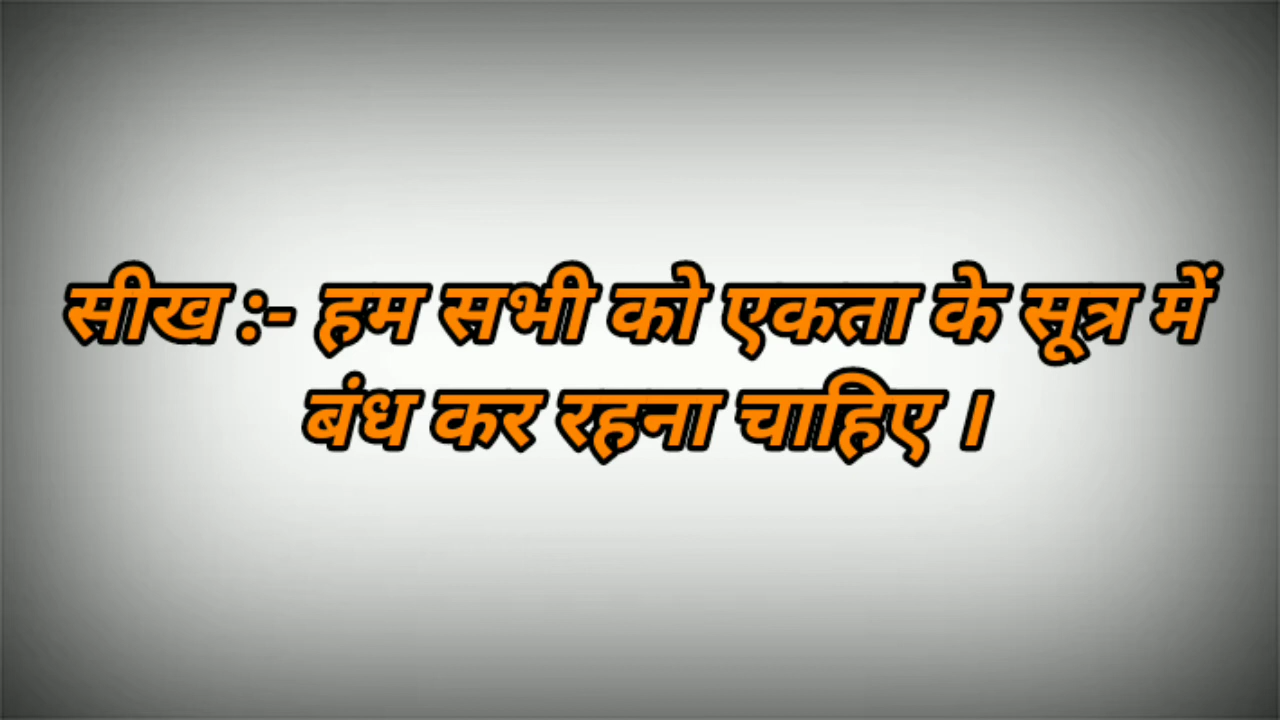 सीख :- हम सभी को एकता के सूत्र में
बंध कर रहना चाहिए ।